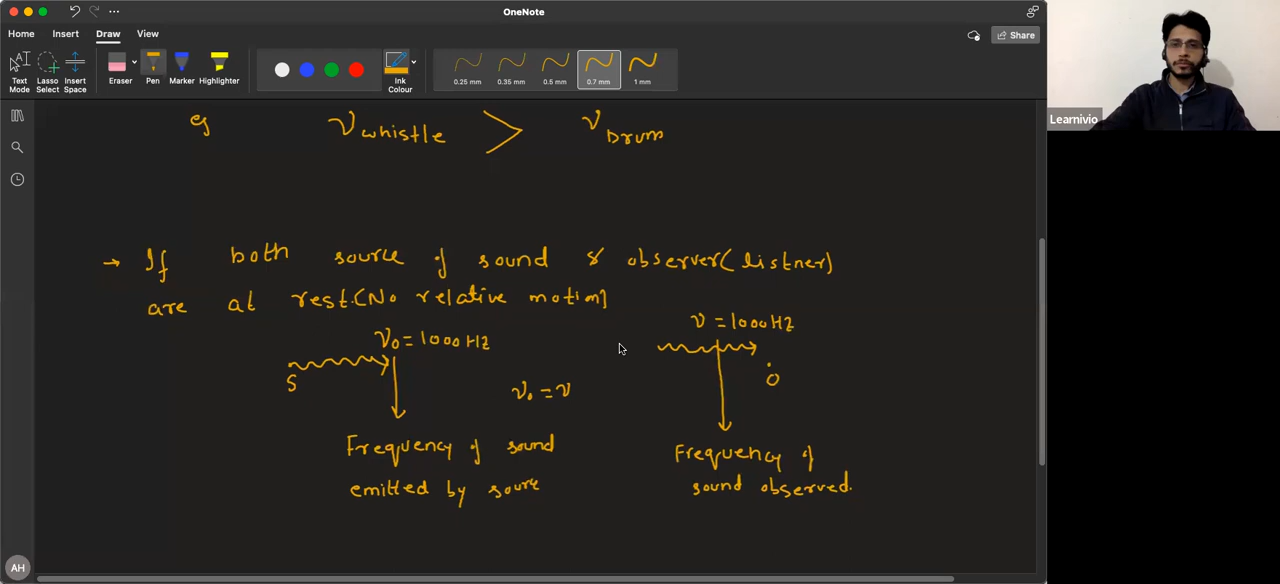 OneNote
Home Insert Draw View
Share
Text Mode
Lasso Select
Insert Space
Eraser
Pen
Marker
Highlighter
Ink Colour
0.25 mm
0.35 mm
0.5 mm
0.7 mm
1 mm
Learnivio
eg ν whistle > ν Drum
→ If both source of sound & observer(listner)
are at rest.(No relative motion)
ν0 = 1000 HZ
ν = 1000 HZ
S
O
ν0 = ν
Frequency of sound
emitted by source
Frequency of
sound observed.
AH